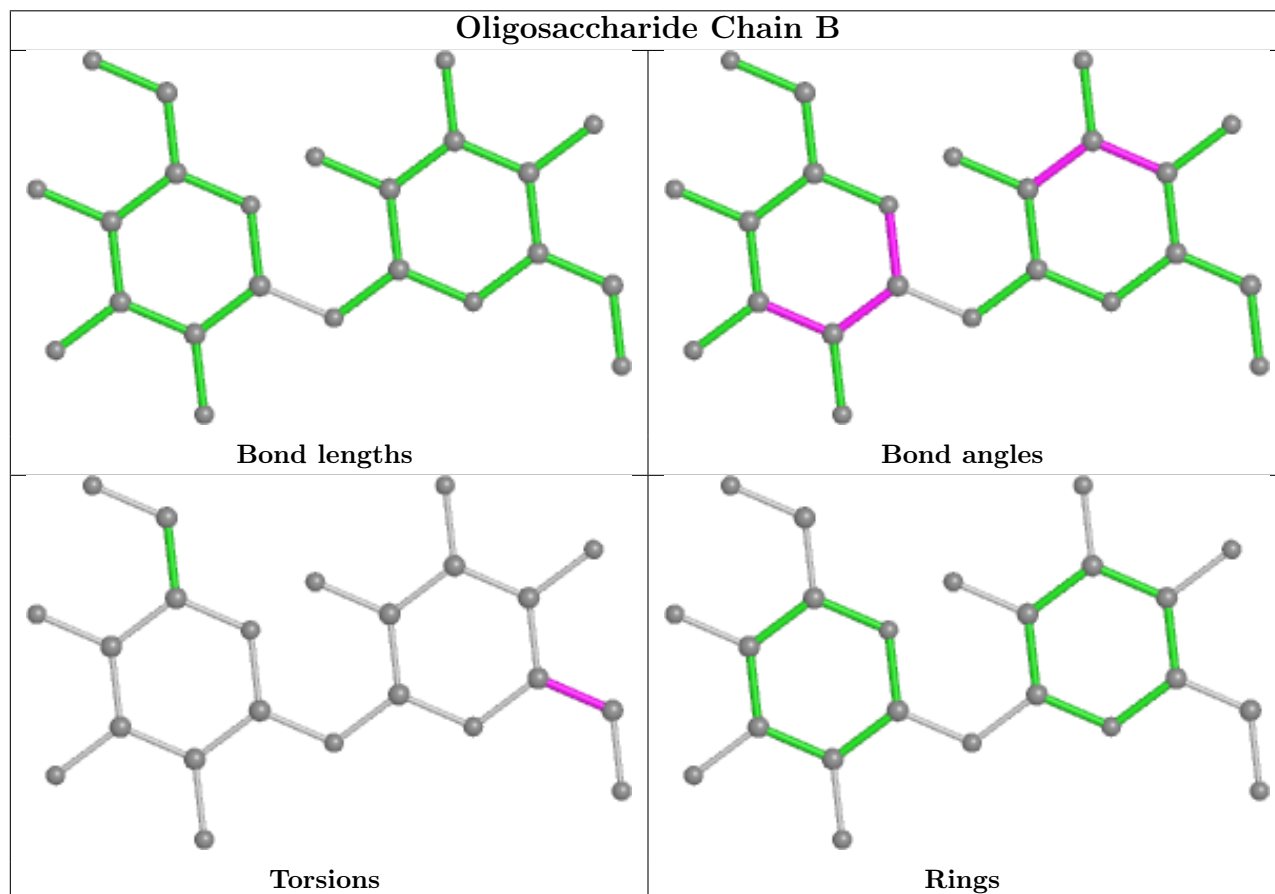 Oligosaccharide Chain B
Bond lengths
Bond angles
Torsions
Rings